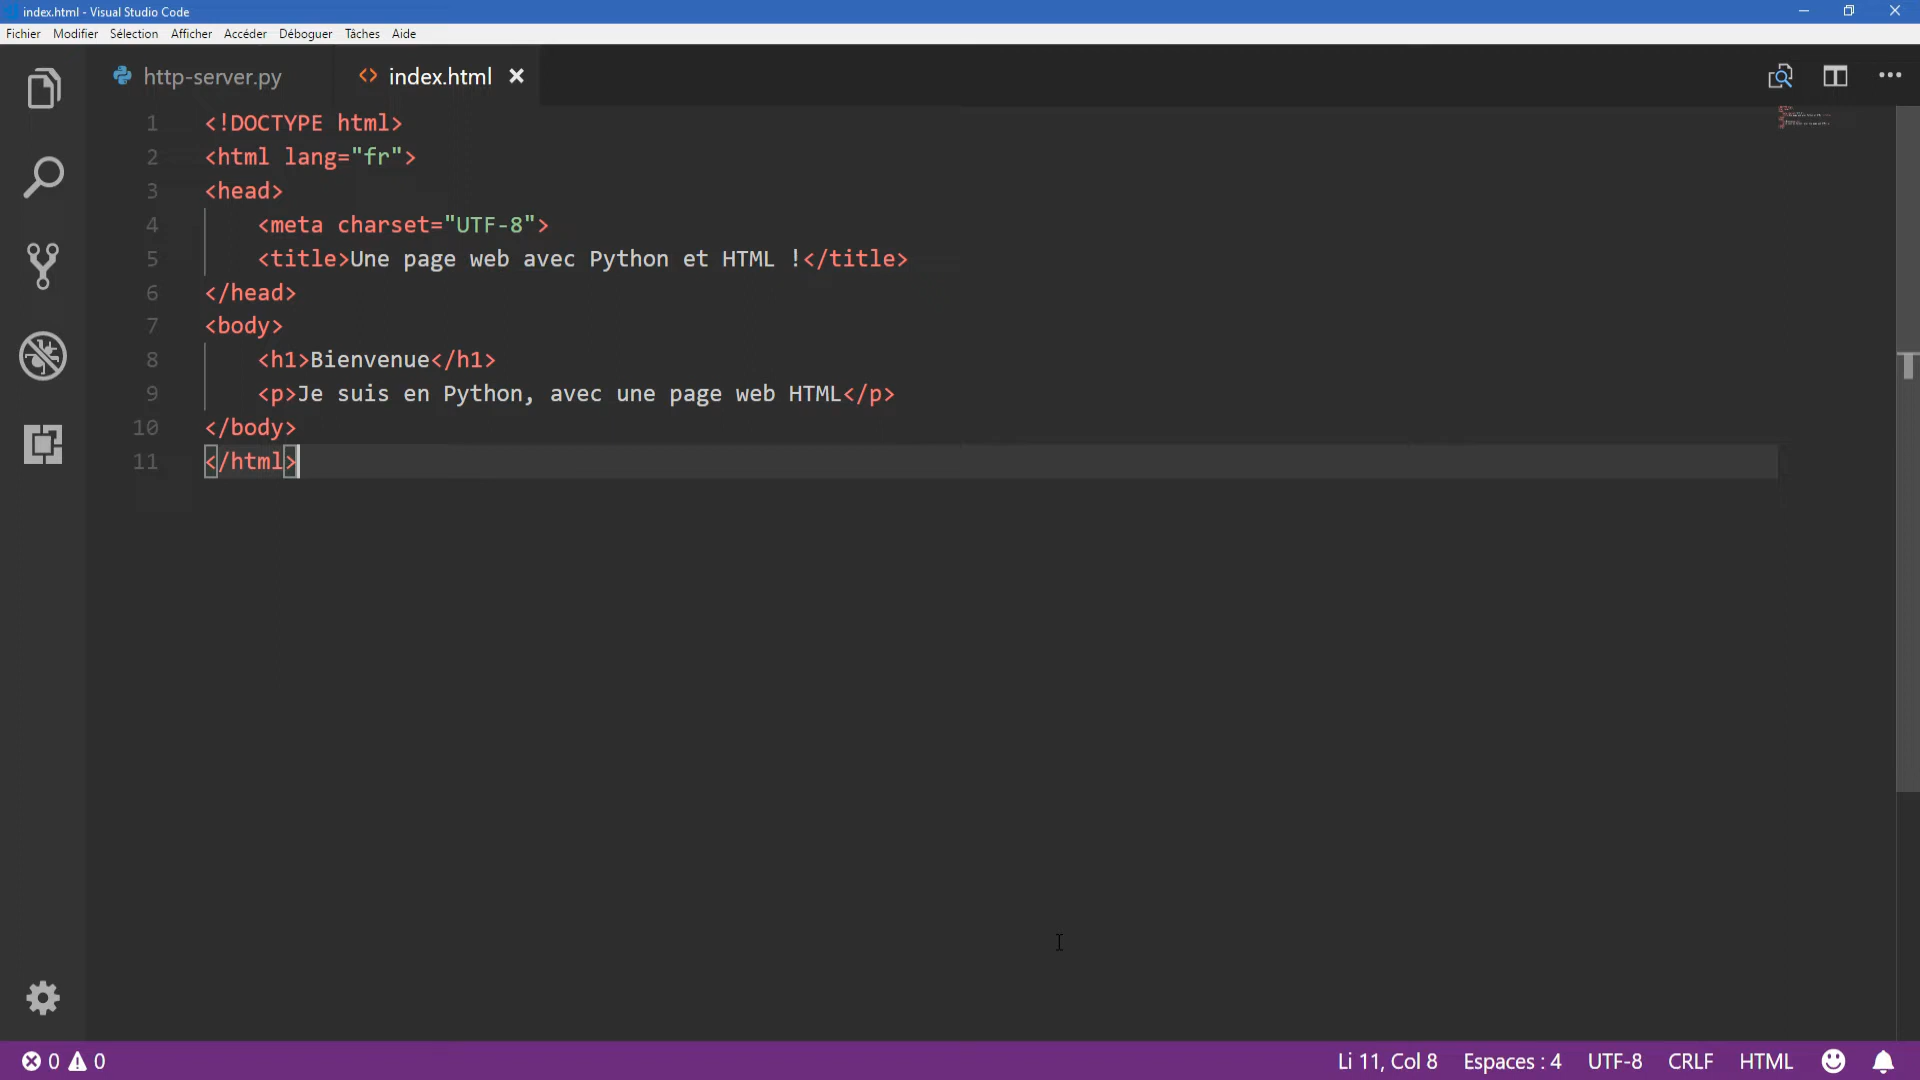 index.html - Visual Studio Code
Fichier Modifier Sélection Afficher Accéder Déboguer Tâches Aide
http-server.py index.html
1 <!DOCTYPE html>
2 <html lang="fr">
3 <head>
4 <meta charset="UTF-8">
5 <title>Une page web avec Python et HTML !</title>
6 </head>
7 <body>
8 <h1>Bienvenue</h1>
9 <p>Je suis en Python, avec une page web HTML</p>
10 </body>
11 </html>
0 0 Li 11, Col 8 Espaces : 4 UTF-8 CRLF HTML